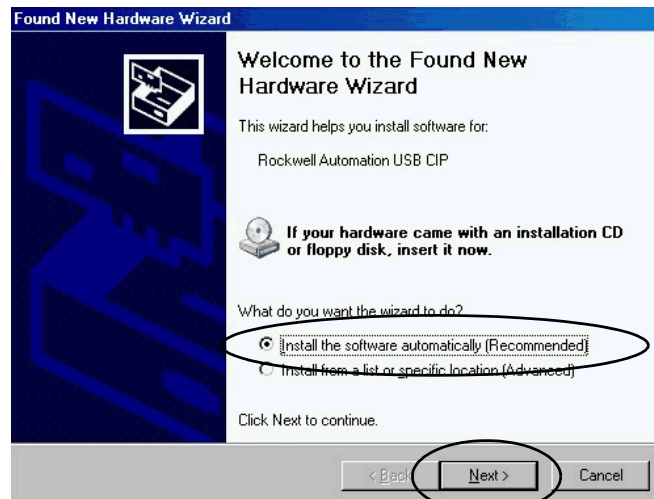 Found New Hardware Wizard
Welcome to the Found New
Hardware Wizard
This wizard helps you install software for:
Rockwell Automation USB CIP
If your hardware came with an installation CD
or floppy disk, insert it now.
What do you want the wizard to do?
Install the software automatically (Recommended)
Install from a list or specific location (Advanced)
Click Next to continue.
< Back Next > Cancel